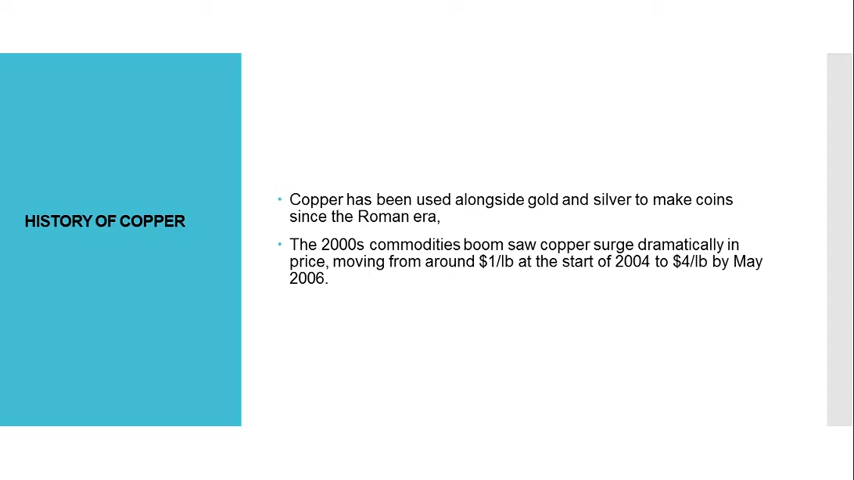 HISTORY OF COPPER
• Copper has been used alongside gold and silver to make coins
since the Roman era,
• The 2000s commodities boom saw copper surge dramatically in
price, moving from around $1/lb at the start of 2004 to $4/lb by May
2006.